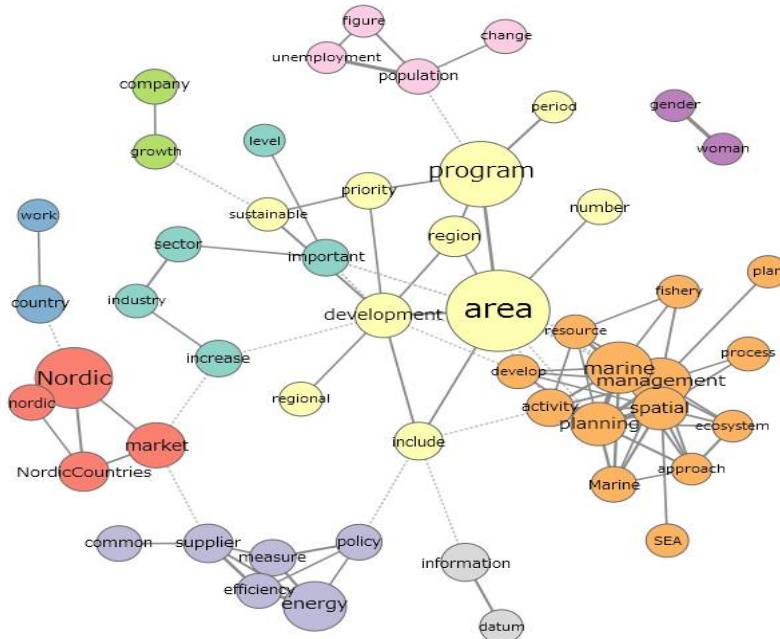 figure
change
unemployment
population
company
period
gender
level
woman
growth
program
priority
work
sustainable
number
region
sector
important
fishery
plan
country
industry
area
development
resource
process
increase
develop
marine
Nordic
management
nordic
regional
activity
spatial
planning
ecosystem
market
include
NordicCountries
approach
Marine
common
supplier
policy
SEA
measure
information
efficiency
energy
datum